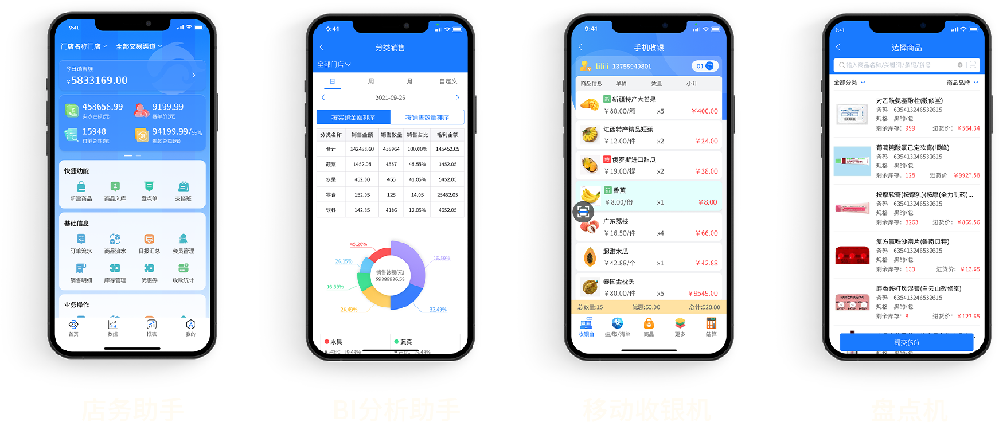 9:41
门店名称门店
全部交易渠道
今日销售额
¥5833169.00
458658.99
实收金额(元)
9199.99
客单价(元)
15948
订单总数(笔)
94199.99/99笔
退款总额(元)
快捷功能
新建商品
商品入库
盘点单
交接班
基础信息
订单流水
商品流水
日报汇总
会员管理
销售明细
库存管理
优惠券
收款统计
业务操作
首页
数据
报表
我的
店务助手
9:41
分类销售
全部门店
日 周 月 自定义
2021-09-26
按实销金额排序 按销售数量排序
分类名称 销售金额 销售数量 销售占比 毛利金额
合计 142488.60 458964 100.00% 145452.05
蔬菜 1452.05 4557 45.55% 1452.05
水果 452.00 455 41.05% 5452.05
零食 152.05 128 14.05 25452.05
饮料 142.85 4186 12.05% 4652.05
45.26%
26.15%
16.59%
26.49%
16.59%
32.49%
销售总额(元)
59385936.59
水果
占比: 19.49%
蔬菜
占比: 19.49%
BI分析助手
9:41
手机收银
lilili 13755949801
01
商品信息 单价 数量 小计
新 新疆特产大芒果
¥80.00/箱 x5 ¥400.00
江西特产精品短蕉
¥12.00/件 x2 ¥24.00
特 俄罗斯进口甜瓜
¥19.00/提 x2 ¥38.00
新 香蕉
¥8.00/份 x1 ¥8.00
广东荔枝
¥16.50/件 x4 ¥66.00
超甜木瓜
¥42.88/个 x1 ¥42.88
泰国金枕头
¥80.00/件 x5 ¥9549.00
总数量:15 优惠:50.00 总计:528.88
收银台
挂/取/清单
商品
更多
结算
移动收银机
9:41
选择商品
输入商品名称/关键词/条码/货号
全部分类
商品品牌
对乙酰氨基酚栓(敬修堂)
条码: 635413246532615
规格: 黑的/包
剩余库存: 999 进货价: ¥564.34
葡萄糖酸氯己定软膏(顺峰)
条码: 635413246532615
规格: 黑的/包
剩余库存: 128 进货价: ¥9927.58
按摩软膏(按摩乳)(按摩(全力制药)...
条码: 635413246532615
规格: 黑的/包
剩余库存: 8263 进货价: ¥865.56
复方氯唑沙宗片(鲁南贝特)
条码: 635413246532615
规格: 黑的/包
剩余库存: 133 进货价: ¥12.65
麝香跌打风湿膏(白云山敬修堂)
条码: 635413246532615
规格: 黑的/包
剩余库存: 8 进货价: ¥123.65
提交(50)
规格: 黑的/包
盘点机